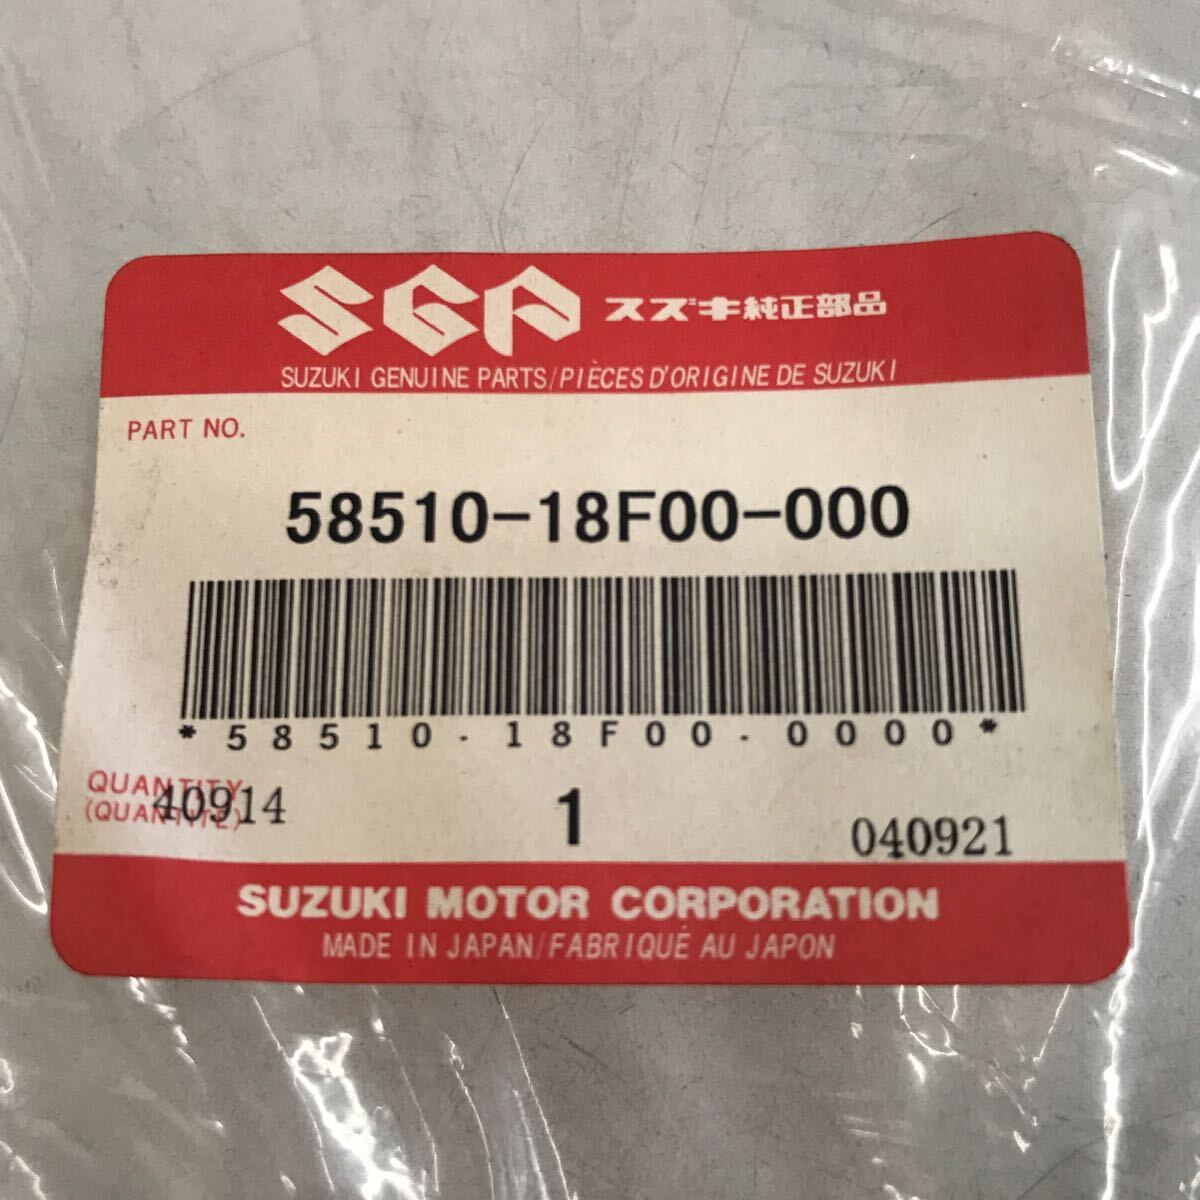 SGP スズキ純正部品
SUZUKI GENUINE PARTS/PIÈCES D'ORIGINE DE SUZUKI
PART NO.
58510-18F00-000
*58510-18F00-0000*
QUANTITY
(QUANTITÉ)
40914
1
040921
SUZUKI MOTOR CORPORATION
MADE IN JAPAN/FABRIQUÉ AU JAPON